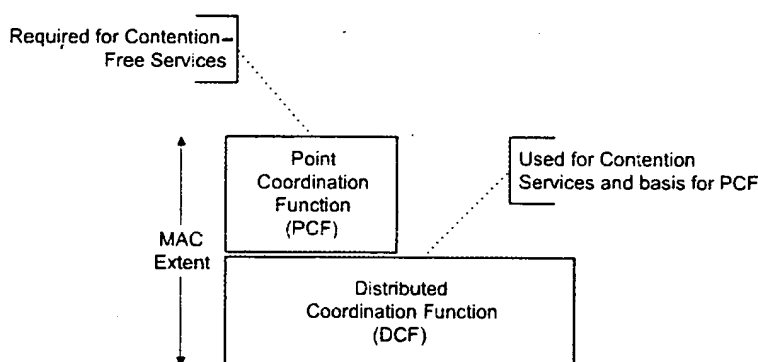 Required for Contention–
Free Services
Point
Coordination
Function
(PCF)
Used for Contention
Services and basis for PCF
MAC
Extent
Distributed
Coordination Function
(DCF)